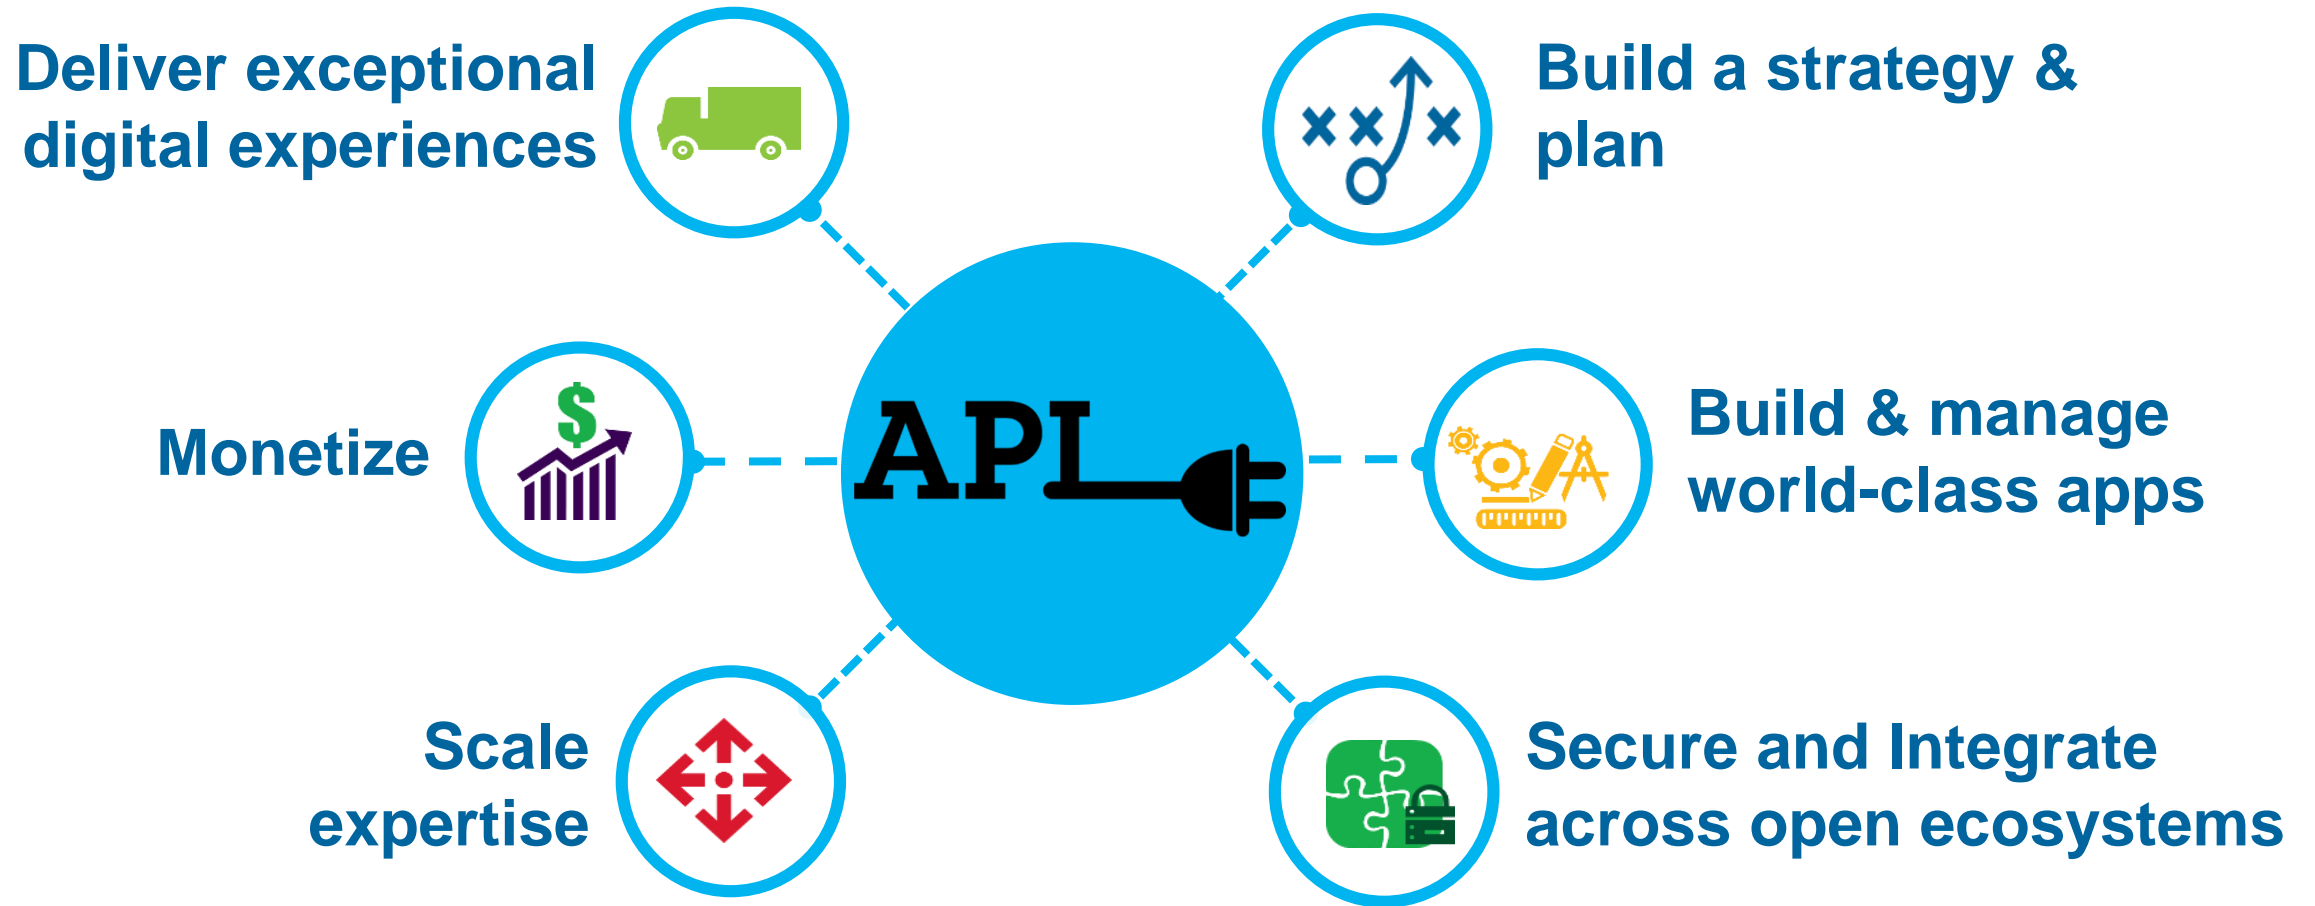 Deliver exceptional
digital experiences
Build a strategy &
plan
Monetize
API
Build & manage
world-class apps
Scale
expertise
Secure and Integrate
across open ecosystems